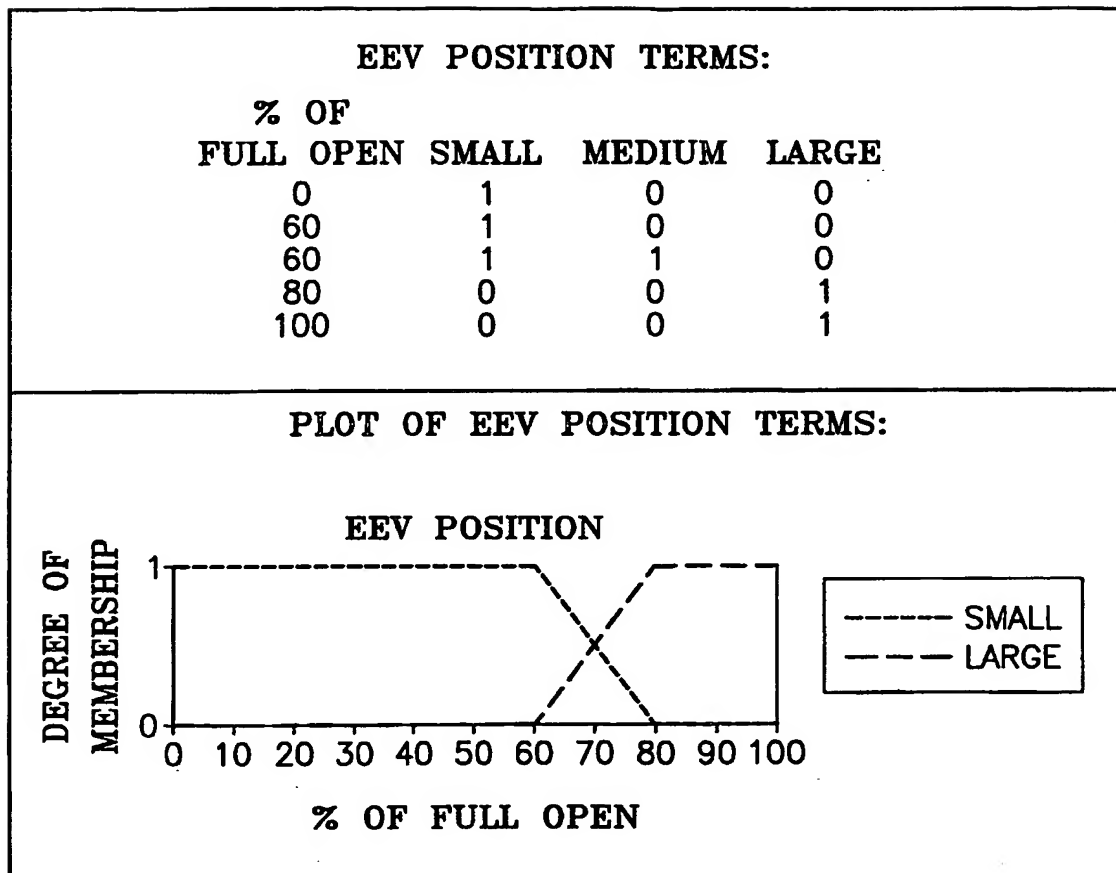 EEV POSITION TERMS:
% OF
FULL OPEN SMALL MEDIUM LARGE
0 1 0 0
60 1 0 0
60 1 1 0
80 0 0 1
100 0 0 1
PLOT OF EEV POSITION TERMS:
EEV POSITION
DEGREE OF
MEMBERSHIP
1
0
0 10 20 30 40 50 60 70 80 90 100
% OF FULL OPEN
SMALL
LARGE